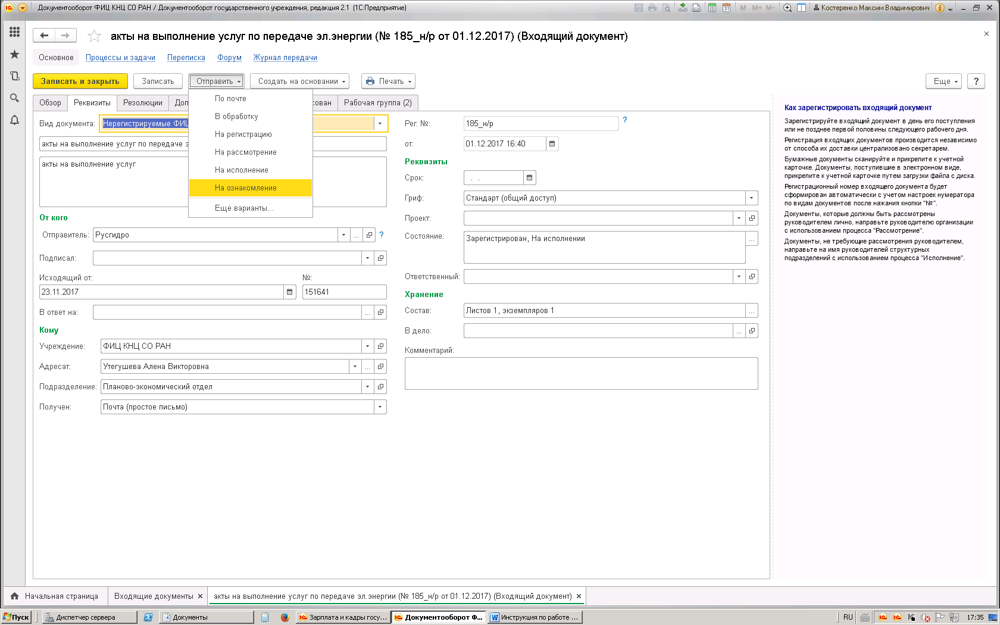 Документооборот ФИЦ КНЦ СО РАН / Документооборот государственного учреждения, редакция 2.1 (1С:Предприятие)
M M+ M-
Костеренко Максим Владимирович
акты на выполнение услуг по передаче эл.энергии (№ 185_н/р от 01.12.2017) (Входящий документ)
Основное Процессы и задачи Переписка Форум Журнал передачи
Записать и закрыть Записать Отправить Создать на основании Печать Еще ?
Обзор Реквизиты Резолюции Рабочая группа (2)
По почте
В обработку
На регистрацию
На рассмотрение
На исполнение
На ознакомление
Еще варианты...
Вид документа: Нерегистрируемые
акты на выполнение услуг по передаче э
акты на выполнение услуг
От кого
Отправитель: Русгидро ... ?
Подписал:
Исходящий от: №:
23.11.2017 151641
В ответ на: ...
Кому
Учреждение: ФИЦ КНЦ СО РАН
Адресат: Утегушева Алена Викторовна ...
Подразделение: Планово-экономический отдел
Получен: Почта (простое письмо)
Рег. №: 185_н/р ?
от: 01.12.2017 16:40
Реквизиты
Срок: . .
Гриф: Стандарт (общий доступ)
Проект:
Состояние: Зарегистрирован, На исполнении ...
Ответственный:
Хранение
Состав: Листов 1, экземпляров 1 ...
В дело: ...
Комментарий:
Как зарегистрировать входящий документ
Зарегистрируйте входящий документ в день его поступления
или не позднее первой половины следующего рабочего дня.
Регистрация входящих документов производится независимо
от способа их доставки централизовано секретарем.
Бумажные документы сканируйте и прикрепите к учетной
карточке. Документы, поступившие в электронном виде,
прикрепите к учетной карточке путем загрузки файла с диска.
Регистрационный номер входящего документа будет
сформирован автоматически с учетом настроек нумератора
по видам документов после нажания кнопки "№".
Документы, которые должны быть рассмотрены
руководителем лично, направьте руководителю организации
с использованием процесса "Рассмотрение".
Документы, не требующие рассмотрения руководителем,
направьте на имя руководителей структурных
подразделений с использованием процесса "Исполнение".
Начальная страница Входящие документы акты на выполнение услуг по передаче эл.энергии (№ 185_н/р от 01.12.2017) (Входящий документ)
Пуск Диспетчер сервера Документы Зарплата и кадры госу... Документооборот Ф... Инструкция по работе ... RU 17:35